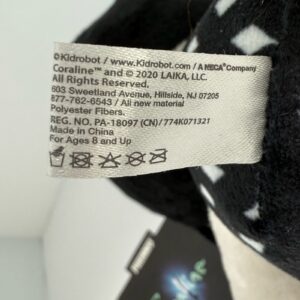 ©Kidrobot / www.Kidrobot.com / A NECA® Company
Coraline™ and © 2020 LAIKA, LLC.
All Rights Reserved.
603 Sweetland Avenue, Hillside, NJ 07205
877-762-6543 / All new material
Polyester Fibers.
REG. NO. PA-18097 (CN) / 774K071321
Made in China
For Ages 8 and Up